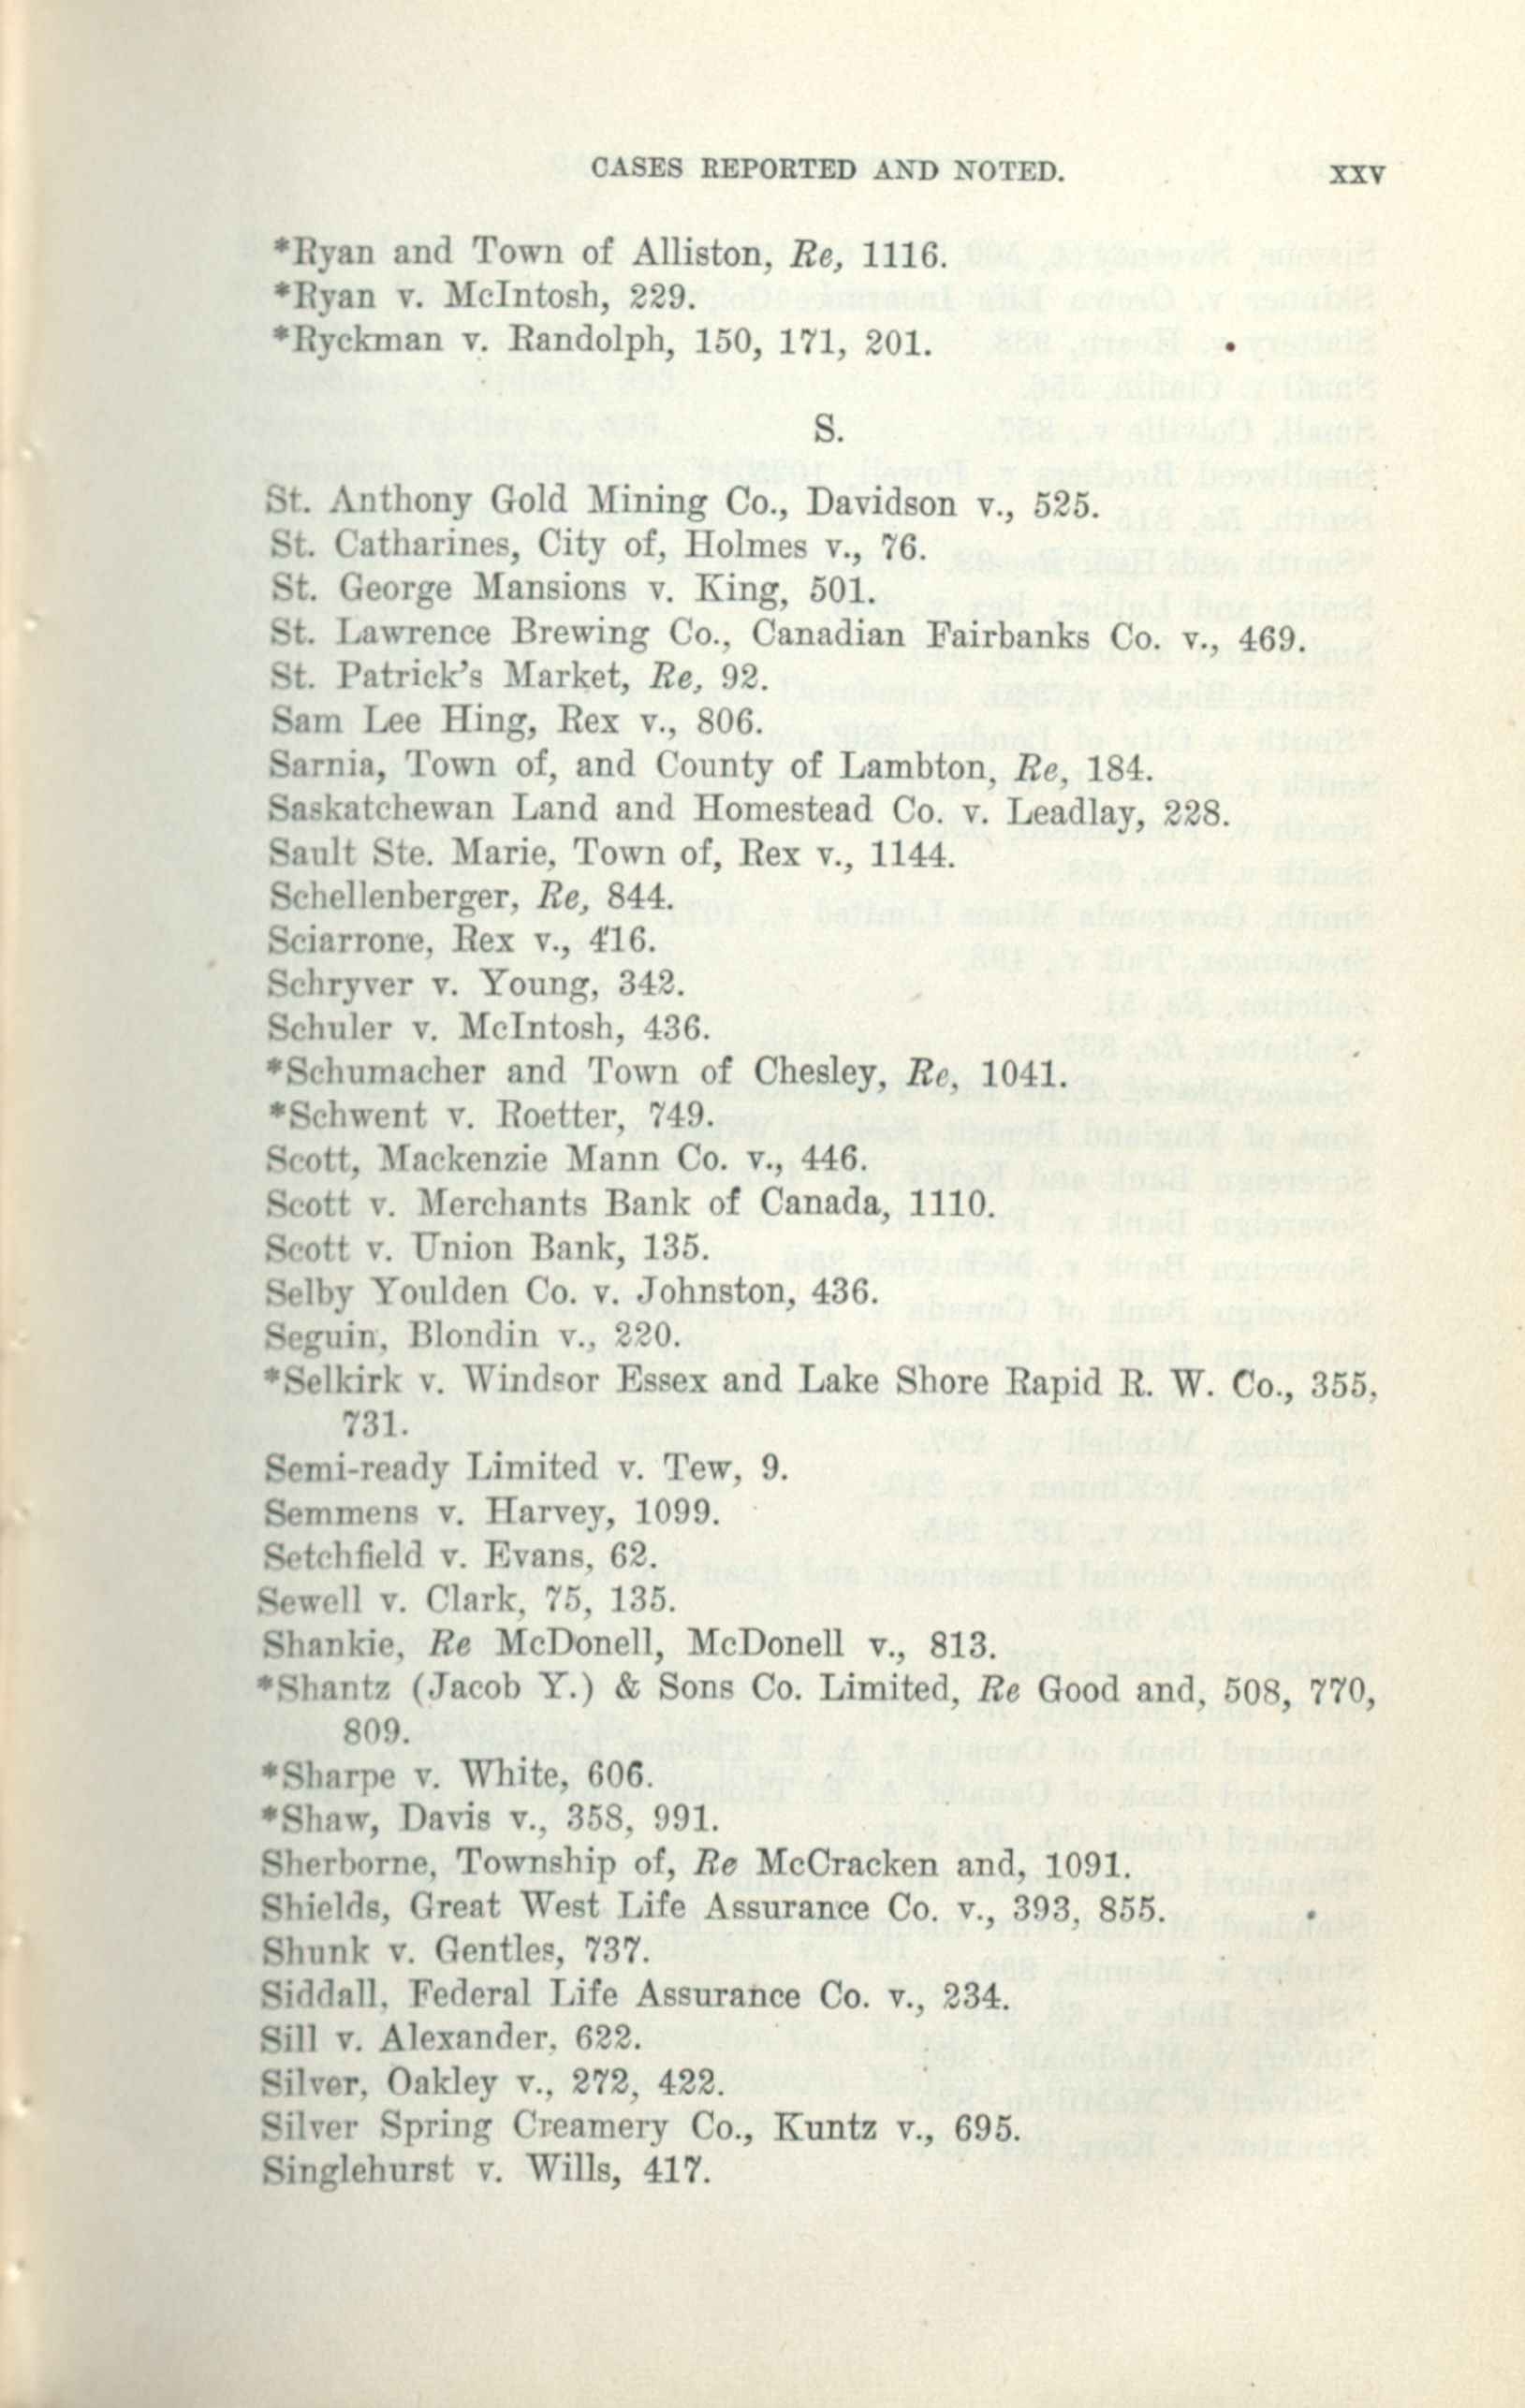 CASES REPORTED AND NOTED. XXV
*Ryan and Town of Alliston, Re, 1116.
*Ryan v. McIntosh, 229.
*Ryckman v. Randolph, 150, 171, 201.
S.
St. Anthony Gold Mining Co., Davidson v., 525.
St. Catharines, City of, Holmes v., 76.
St. George Mansions v. King, 501.
St. Lawrence Brewing Co., Canadian Fairbanks Co. v., 469.
St. Patrick's Market, Re, 92.
Sam Lee Hing, Rex v., 806.
Sarnia, Town of, and County of Lambton, Re, 184.
Saskatchewan Land and Homestead Co. v. Leadlay, 228.
Sault Ste. Marie, Town of, Rex v., 1144.
Schellenberger, Re, 844.
Sciarrone, Rex v., 416.
Schryver v. Young, 342.
Schuler v. McIntosh, 436.
*Schumacher and Town of Chesley, Re, 1041.
*Schwent v. Roetter, 749.
Scott, Mackenzie Mann Co. v., 446.
Scott v. Merchants Bank of Canada, 1110.
Scott v. Union Bank, 135.
Selby Youlden Co. v. Johnston, 436.
Seguin, Blondin v., 220.
*Selkirk v. Windsor Essex and Lake Shore Rapid R. W. Co., 355,
731.
Semi-ready Limited v. Tew, 9.
Semmens v. Harvey, 1099.
Setchfield v. Evans, 62.
Sewell v. Clark, 75, 135.
Shankie, Re McDonell, McDonell v., 813.
*Shantz (Jacob Y.) & Sons Co. Limited, Re Good and, 508, 770,
809.
*Sharpe v. White, 606.
*Shaw, Davis v., 358, 991.
Sherborne, Township of, Re McCracken and, 1091.
Shields, Great West Life Assurance Co. v., 393, 855.
Shunk v. Gentles, 737.
Siddall, Federal Life Assurance Co. v., 234.
Sill v. Alexander, 622.
Silver, Oakley v., 272, 422.
Silver Spring Creamery Co., Kuntz v., 695.
Singlehurst v. Wills, 417.